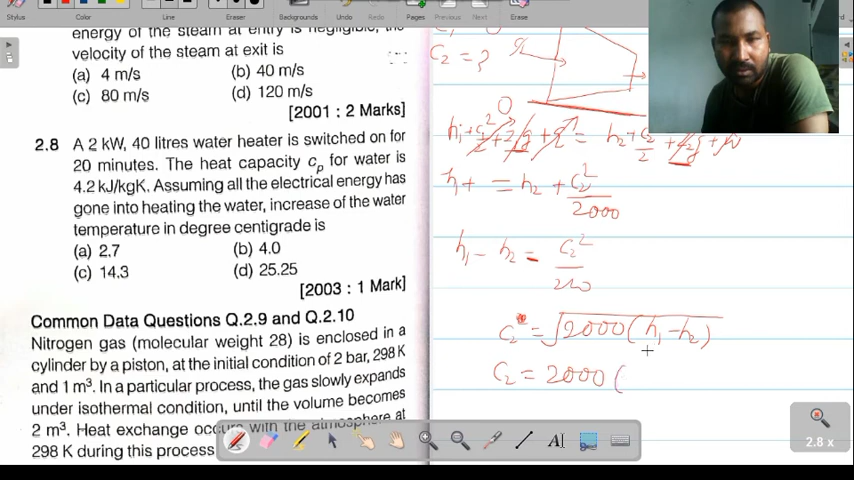 Stylus
Color
Line
Eraser
Backgrounds
Undo
Pages
Previous
Next
Erase
energy of the steam at entry is negligible, the
velocity of the steam at exit is
(a) 4 m/s (b) 40 m/s
(c) 80 m/s (d) 120 m/s
[2001 : 2 Marks]
2.8 A 2 kW, 40 litres water heater is switched on for
20 minutes. The heat capacity cp for water is
4.2 kJ/kgK. Assuming all the electrical energy has
gone into heating the water, increase of the water
temperature in degree centigrade is
(a) 2.7 (b) 4.0
(c) 14.3 (d) 25.25
[2003 : 1 Mark]
Common Data Questions Q.2.9 and Q.2.10
Nitrogen gas (molecular weight 28) is enclosed in a
cylinder by a piston, at the initial condition of 2 bar, 298 K
and 1 m³. In a particular process, the gas slowly expands
under isothermal condition, until the volume becomes
2 m³. Heat exchange occurs with the atmosphere at
298 K during this process
C2 = ?
0
h1 + = h2 + C2²/2000
h1 - h2 = C2²/2000
C2 = √2000(h1-h2)
C2 = 2000(
2.8 x